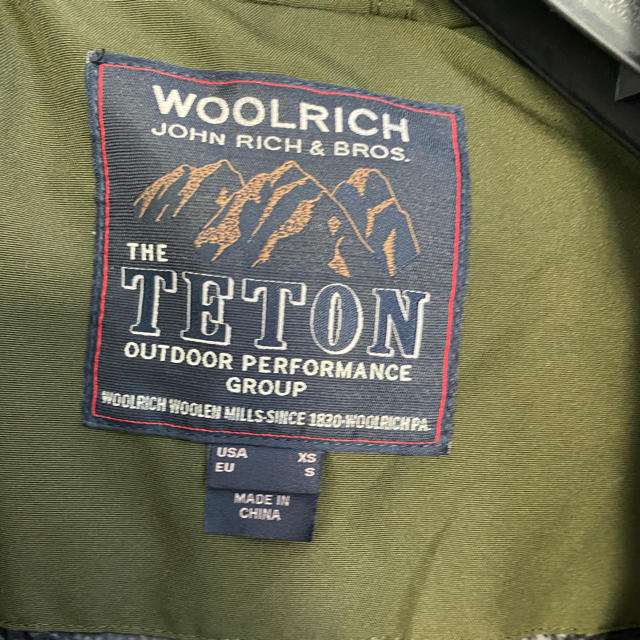 WOOLRICH
JOHN RICH & BROS.
THE
TETON
OUTDOOR PERFORMANCE
GROUP
WOOLRICH WOOLEN MILLS-SINCE 1830-WOOLRICH PA.
USA XS
EU S
MADE IN
CHINA